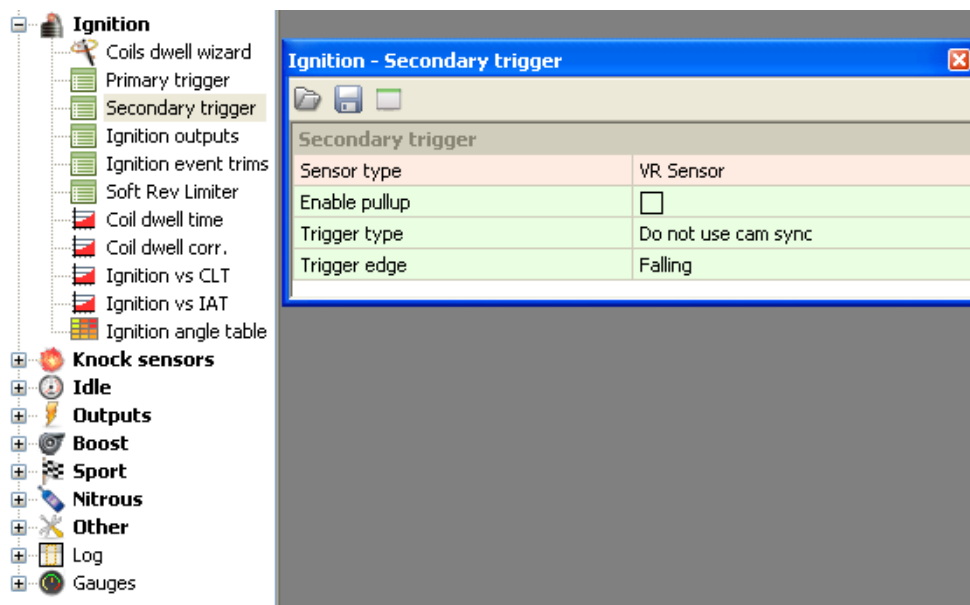 Ignition
Coils dwell wizard
Primary trigger
Secondary trigger
Ignition outputs
Ignition event trims
Soft Rev Limiter
Coil dwell time
Coil dwell corr.
Ignition vs CLT
Ignition vs IAT
Ignition angle table
Knock sensors
Idle
Outputs
Boost
Sport
Nitrous
Other
Log
Gauges
Ignition - Secondary trigger
Secondary trigger
Sensor type VR Sensor
Enable pullup
Trigger type Do not use cam sync
Trigger edge Falling